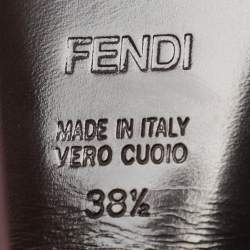 FENDI
MADE IN ITALY
VERO CUOIO
38½